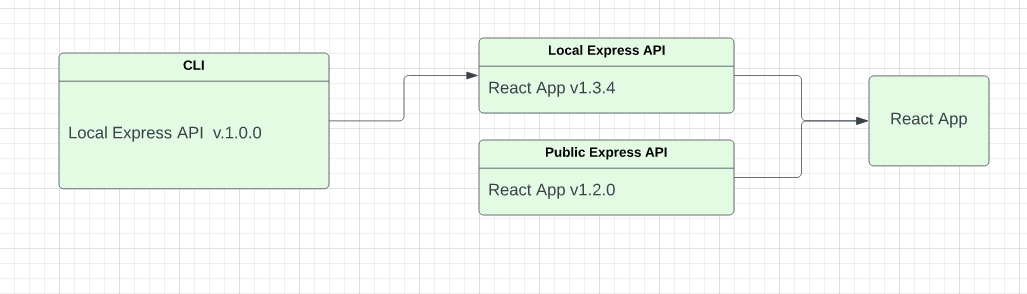 CLI
Local Express API  v.1.0.0
Local Express API
React App v1.3.4
Public Express API
React App v1.2.0
React App